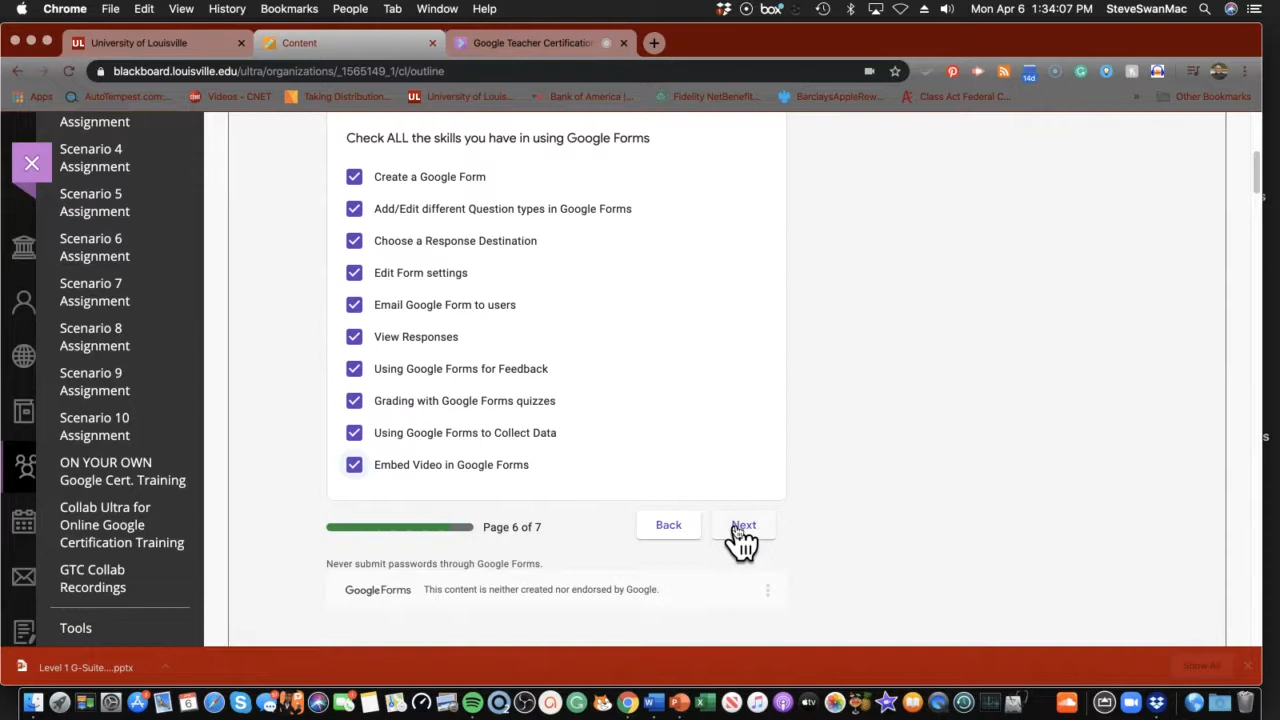 Chrome File Edit View History Bookmarks People Tab Window Help
box
Mon Apr 6 1:34:07 PM SteveSwanMac
University of Louisville
Content
Google Teacher Certification
blackboard.louisville.edu/ultra/organizations/_1565149_1/cl/outline
14d
Apps AutoTempest.com:... Videos - CNET Taking Distribution... University of Louis... Bank of America |... Fidelity NetBenefit... BarclaysAppleRew... Class Act Federal C... » Other Bookmarks
Assignment
Scenario 4
Assignment
Scenario 5
Assignment
Scenario 6
Assignment
Scenario 7
Assignment
Scenario 8
Assignment
Scenario 9
Assignment
Scenario 10
Assignment
ON YOUR OWN
Google Cert. Training
Collab Ultra for
Online Google
Certification Training
GTC Collab
Recordings
Tools
Check ALL the skills you have in using Google Forms
Create a Google Form
Add/Edit different Question types in Google Forms
Choose a Response Destination
Edit Form settings
Email Google Form to users
View Responses
Using Google Forms for Feedback
Grading with Google Forms quizzes
Using Google Forms to Collect Data
Embed Video in Google Forms
Page 6 of 7
Back
Next
Never submit passwords through Google Forms.
Google Forms This content is neither created nor endorsed by Google.
Level 1 G-Suite....pptx
Show All